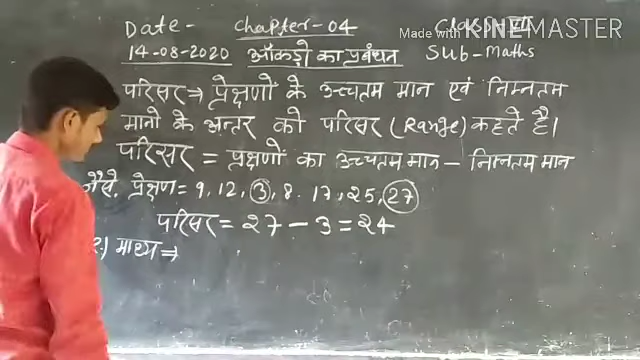 Date- Chapter-04 Class
Made with KINEMASTER
14-08-2020 आँकड़ो का प्रबंधन Sub-Maths
परिसर⇒ प्रेक्षणो के उच्चतम मान एवं निम्नतम
मानो के अन्तर को परिसर (Range) कहते है।
परिसर = प्रेक्षणों का उच्चतम मान – निम्नतम मान
जैसे. प्रेक्षण= 9, 12, 3, 8. 17, 25, 27
परिसर = 27 – 3 = 24
2.) माध्य ⇒